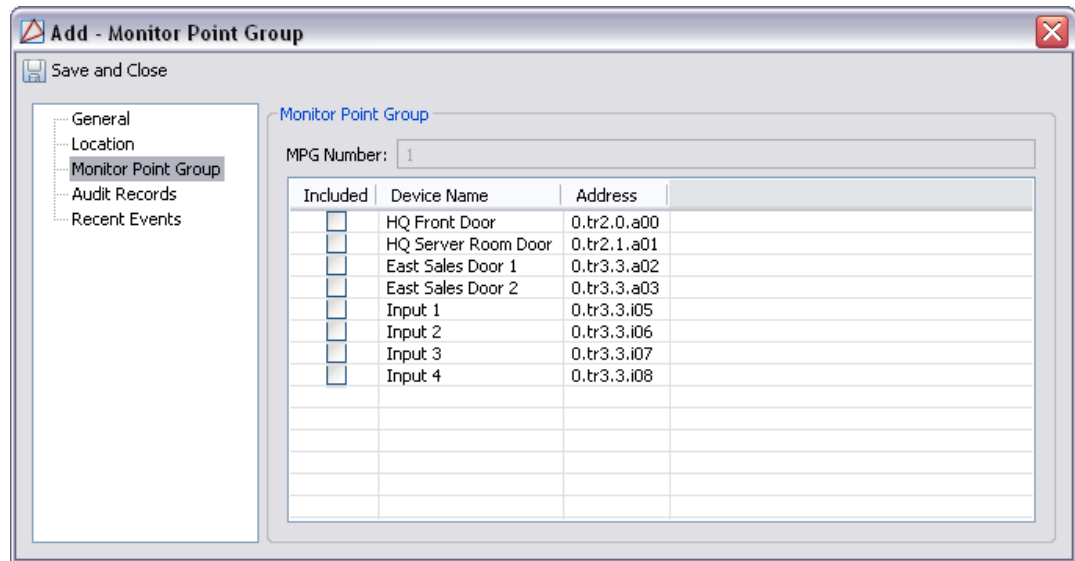 Add - Monitor Point Group
Save and Close
General
Location
Monitor Point Group
Audit Records
Recent Events
Monitor Point Group
MPG Number: 1
Included Device Name Address
HQ Front Door 0.tr2.0.a00
HQ Server Room Door 0.tr2.1.a01
East Sales Door 1 0.tr3.3.a02
East Sales Door 2 0.tr3.3.a03
Input 1 0.tr3.3.i05
Input 2 0.tr3.3.i06
Input 3 0.tr3.3.i07
Input 4 0.tr3.3.i08